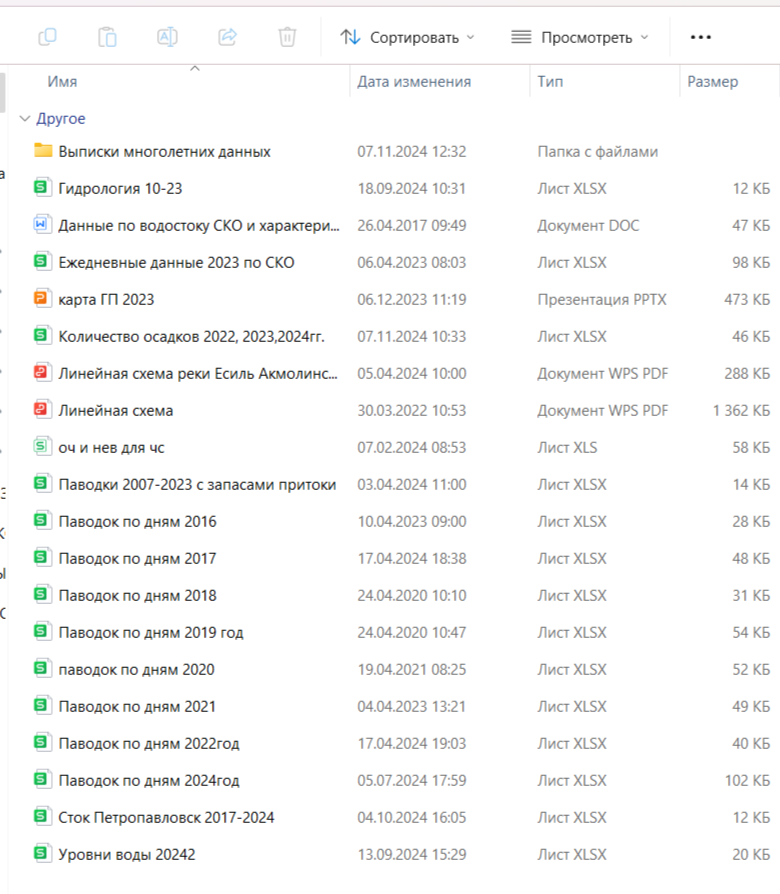 Сортировать Просмотреть ...
Имя Дата изменения Тип Размер
Другое
Выписки многолетних данных 07.11.2024 12:32 Папка с файлами
Гидрология 10-23 18.09.2024 10:31 Лист XLSX 12 КБ
Данные по водостоку СКО и характери... 26.04.2017 09:49 Документ DOC 47 КБ
Ежедневные данные 2023 по СКО 06.04.2023 08:03 Лист XLSX 98 КБ
карта ГП 2023 06.12.2023 11:19 Презентация PPTX 473 КБ
Количество осадков 2022, 2023,2024гг. 07.11.2024 10:33 Лист XLSX 46 КБ
Линейная схема реки Есиль Акмолинс... 05.04.2024 10:00 Документ WPS PDF 288 КБ
Линейная схема 30.03.2022 10:53 Документ WPS PDF 1 362 КБ
оч и нев для чс 07.02.2024 08:53 Лист XLS 58 КБ
Паводки 2007-2023 с запасами притоки 03.04.2024 11:00 Лист XLSX 14 КБ
Паводок по дням 2016 10.04.2023 09:00 Лист XLSX 28 КБ
Паводок по дням 2017 17.04.2024 18:38 Лист XLSX 48 КБ
Паводок по дням 2018 24.04.2020 10:10 Лист XLSX 31 КБ
Паводок по дням 2019 год 24.04.2020 10:47 Лист XLSX 54 КБ
паводок по дням 2020 19.04.2021 08:25 Лист XLSX 52 КБ
Паводок по дням 2021 04.04.2023 13:21 Лист XLSX 49 КБ
Паводок по дням 2022год 17.04.2024 19:03 Лист XLSX 40 КБ
Паводок по дням 2024год 05.07.2024 17:59 Лист XLSX 102 КБ
Сток Петропавловск 2017-2024 04.10.2024 16:05 Лист XLSX 12 КБ
Уровни воды 20242 13.09.2024 15:29 Лист XLSX 20 КБ